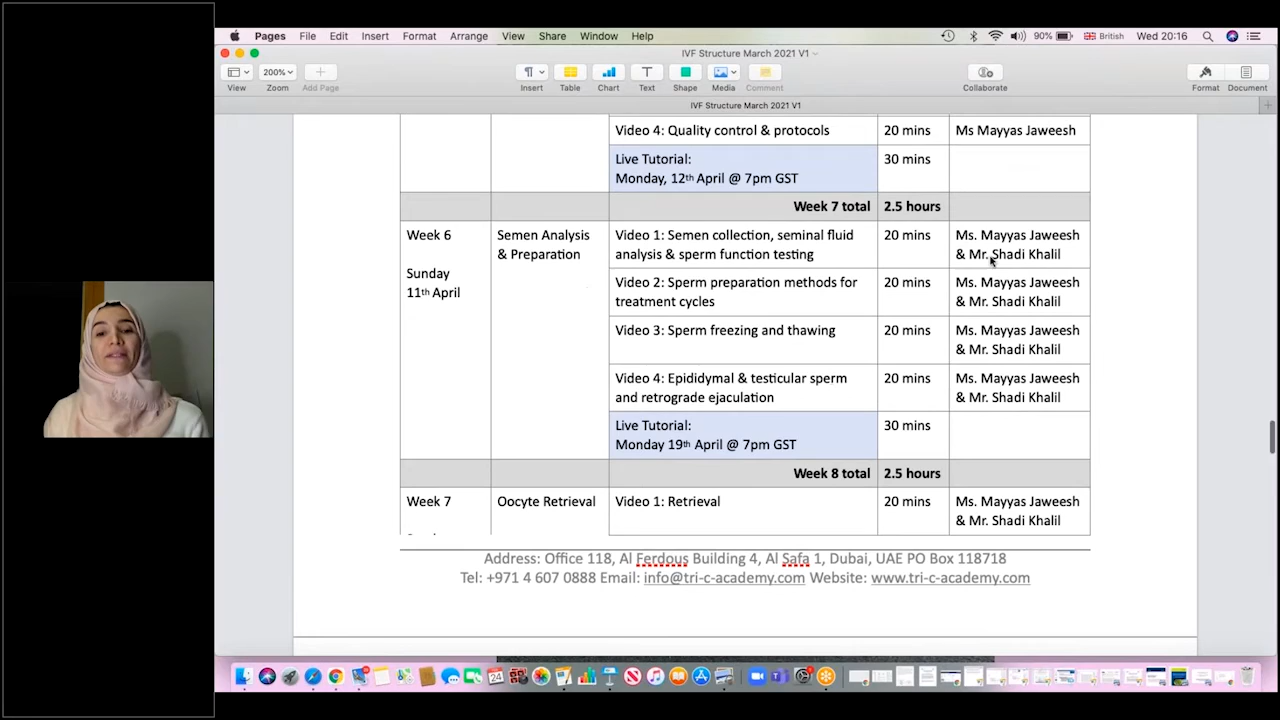 Pages File Edit Insert Format Arrange View Share Window Help 90% British Wed 20:16
IVF Structure March 2021 V1
200%
View Zoom Add Page Insert Table Chart Text Shape Media Comment Collaborate Format Document
IVF Structure March 2021 V1
Video 4: Quality control & protocols 20 mins Ms Mayyas Jaweesh
Live Tutorial: 30 mins
Monday, 12th April @ 7pm GST
Week 7 total 2.5 hours
Week 6 Semen Analysis Video 1: Semen collection, seminal fluid 20 mins Ms. Mayyas Jaweesh
& Preparation analysis & sperm function testing & Mr. Shadi Khalil
Sunday Video 2: Sperm preparation methods for 20 mins Ms. Mayyas Jaweesh
11th April treatment cycles & Mr. Shadi Khalil
Video 3: Sperm freezing and thawing 20 mins Ms. Mayyas Jaweesh
& Mr. Shadi Khalil
Video 4: Epididymal & testicular sperm 20 mins Ms. Mayyas Jaweesh
and retrograde ejaculation & Mr. Shadi Khalil
Live Tutorial: 30 mins
Monday 19th April @ 7pm GST
Week 8 total 2.5 hours
Week 7 Oocyte Retrieval Video 1: Retrieval 20 mins Ms. Mayyas Jaweesh
& Mr. Shadi Khalil
Address: Office 118, Al Ferdous Building 4, Al Safa 1, Dubai, UAE PO Box 118718
Tel: +971 4 607 0888 Email: info@tri-c-academy.com Website: www.tri-c-academy.com
24